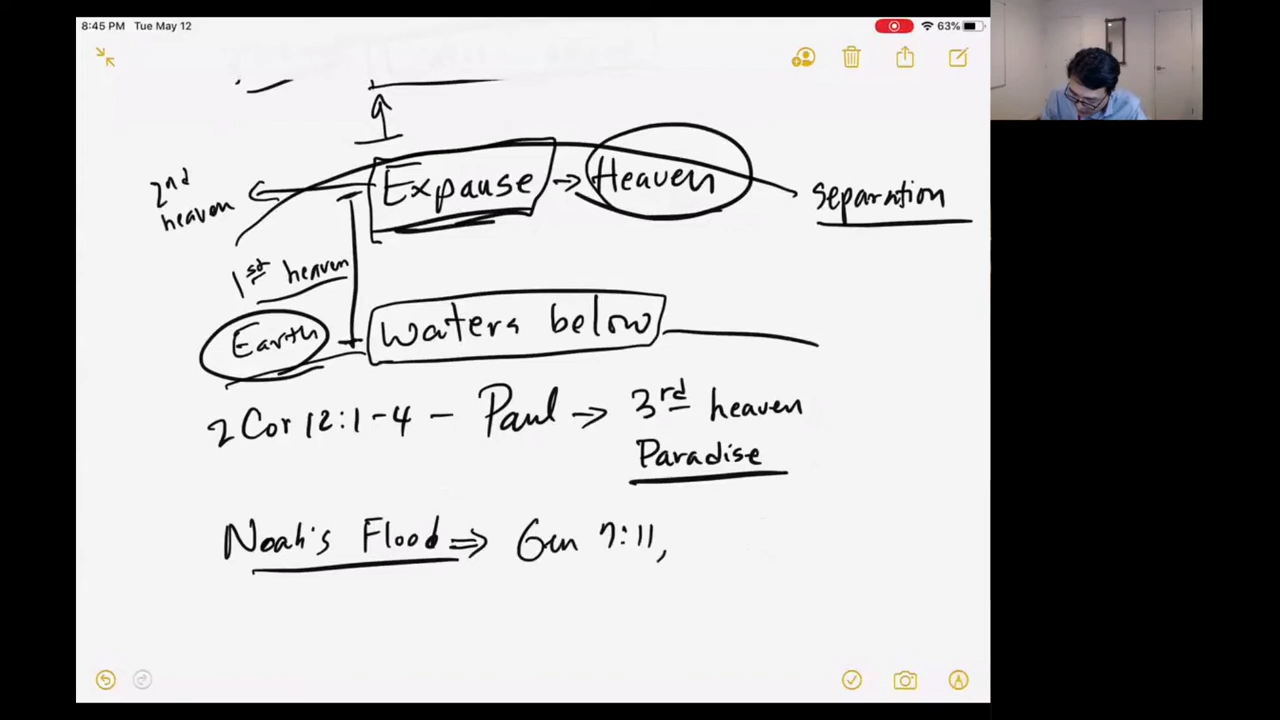 8:45 PM Tue May 12
63%
2nd heaven
Expause
Heaven
separation
1st heaven
Earth
waters below
2 Cor 12:1-4 - Paul → 3rd heaven
Paradise
Noah's Flood ⇒ Gen 7:11,